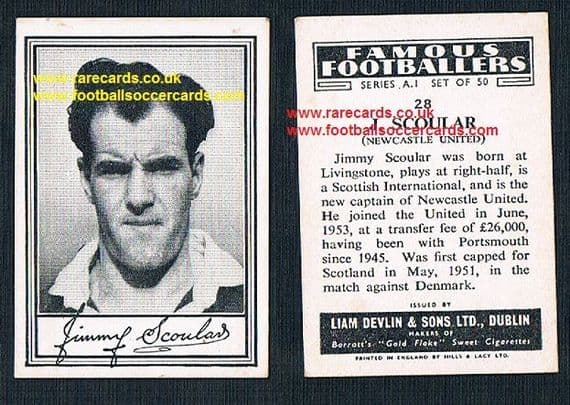 www.rarecards.co.uk
www.footballsoccercards.com
Jimmy Scoular
FAMOUS
FOOTBALLERS
SERIES A.1 SET OF 50
28
www.rarecards.co.uk
J. SCOULAR
www.footballsoccercards.com
(NEWCASTLE UNITED)
Jimmy Scoular was born at
Livingstone, plays at right-half, is
a Scottish International, and is the
new captain of Newcastle United.
He joined the United in June,
1953, at a transfer fee of £26,000,
having been with Portsmouth
since 1945. Was first capped for
Scotland in May, 1951, in the
match against Denmark.
ISSUED BY
LIAM DEVLIN & SONS, LTD., DUBLIN
MAKERS OF
Barratt's "Gold Flake" Sweet Cigarettes
PRINTED IN ENGLAND BY HILLS & LACY LTD.